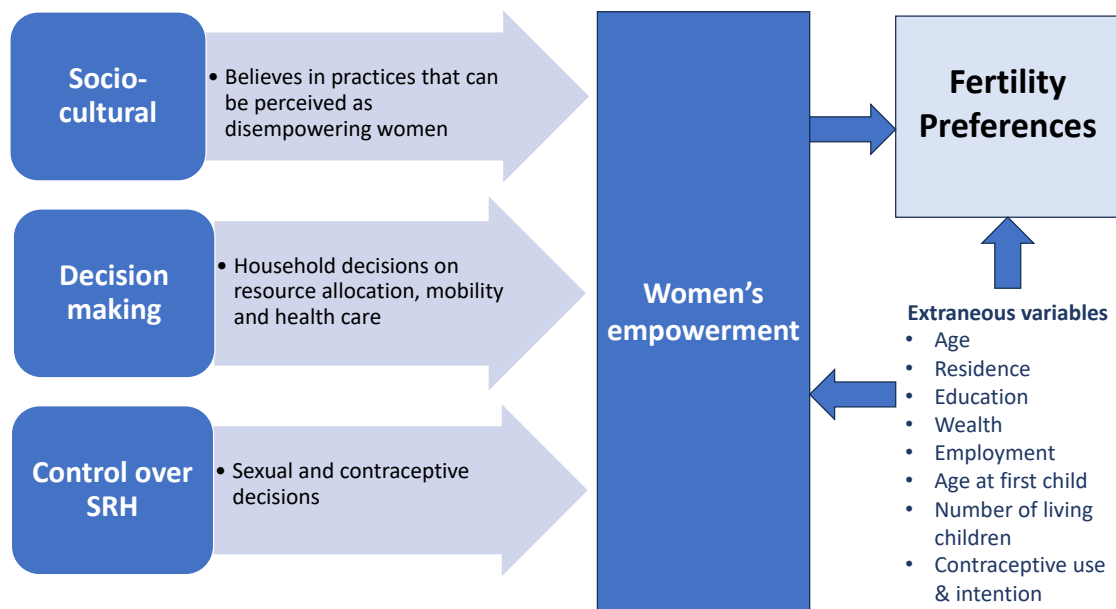 Socio-
cultural
• Believes in practices that can
be perceived as
disempowering women
Decision
making
• Household decisions on
resource allocation, mobility
and health care
Control over
SRH
• Sexual and contraceptive
decisions
Women's
empowerment
Fertility
Preferences
Extraneous variables
• Age
• Residence
• Education
• Wealth
• Employment
• Age at first child
• Number of living
children
• Contraceptive use
& intention